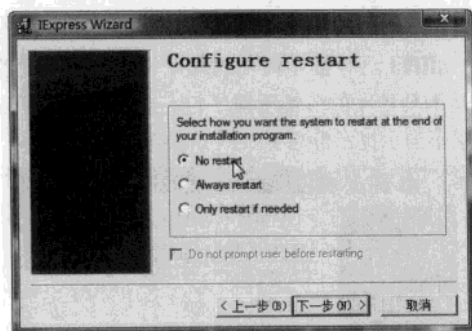 IExpress Wizard
Configure restart
Select how you want the system to restart at the end of
your installation program.
No restart
Always restart
Only restart if needed
Do not prompt user before restarting
< 上一步(B) 下一步(N) > 取消